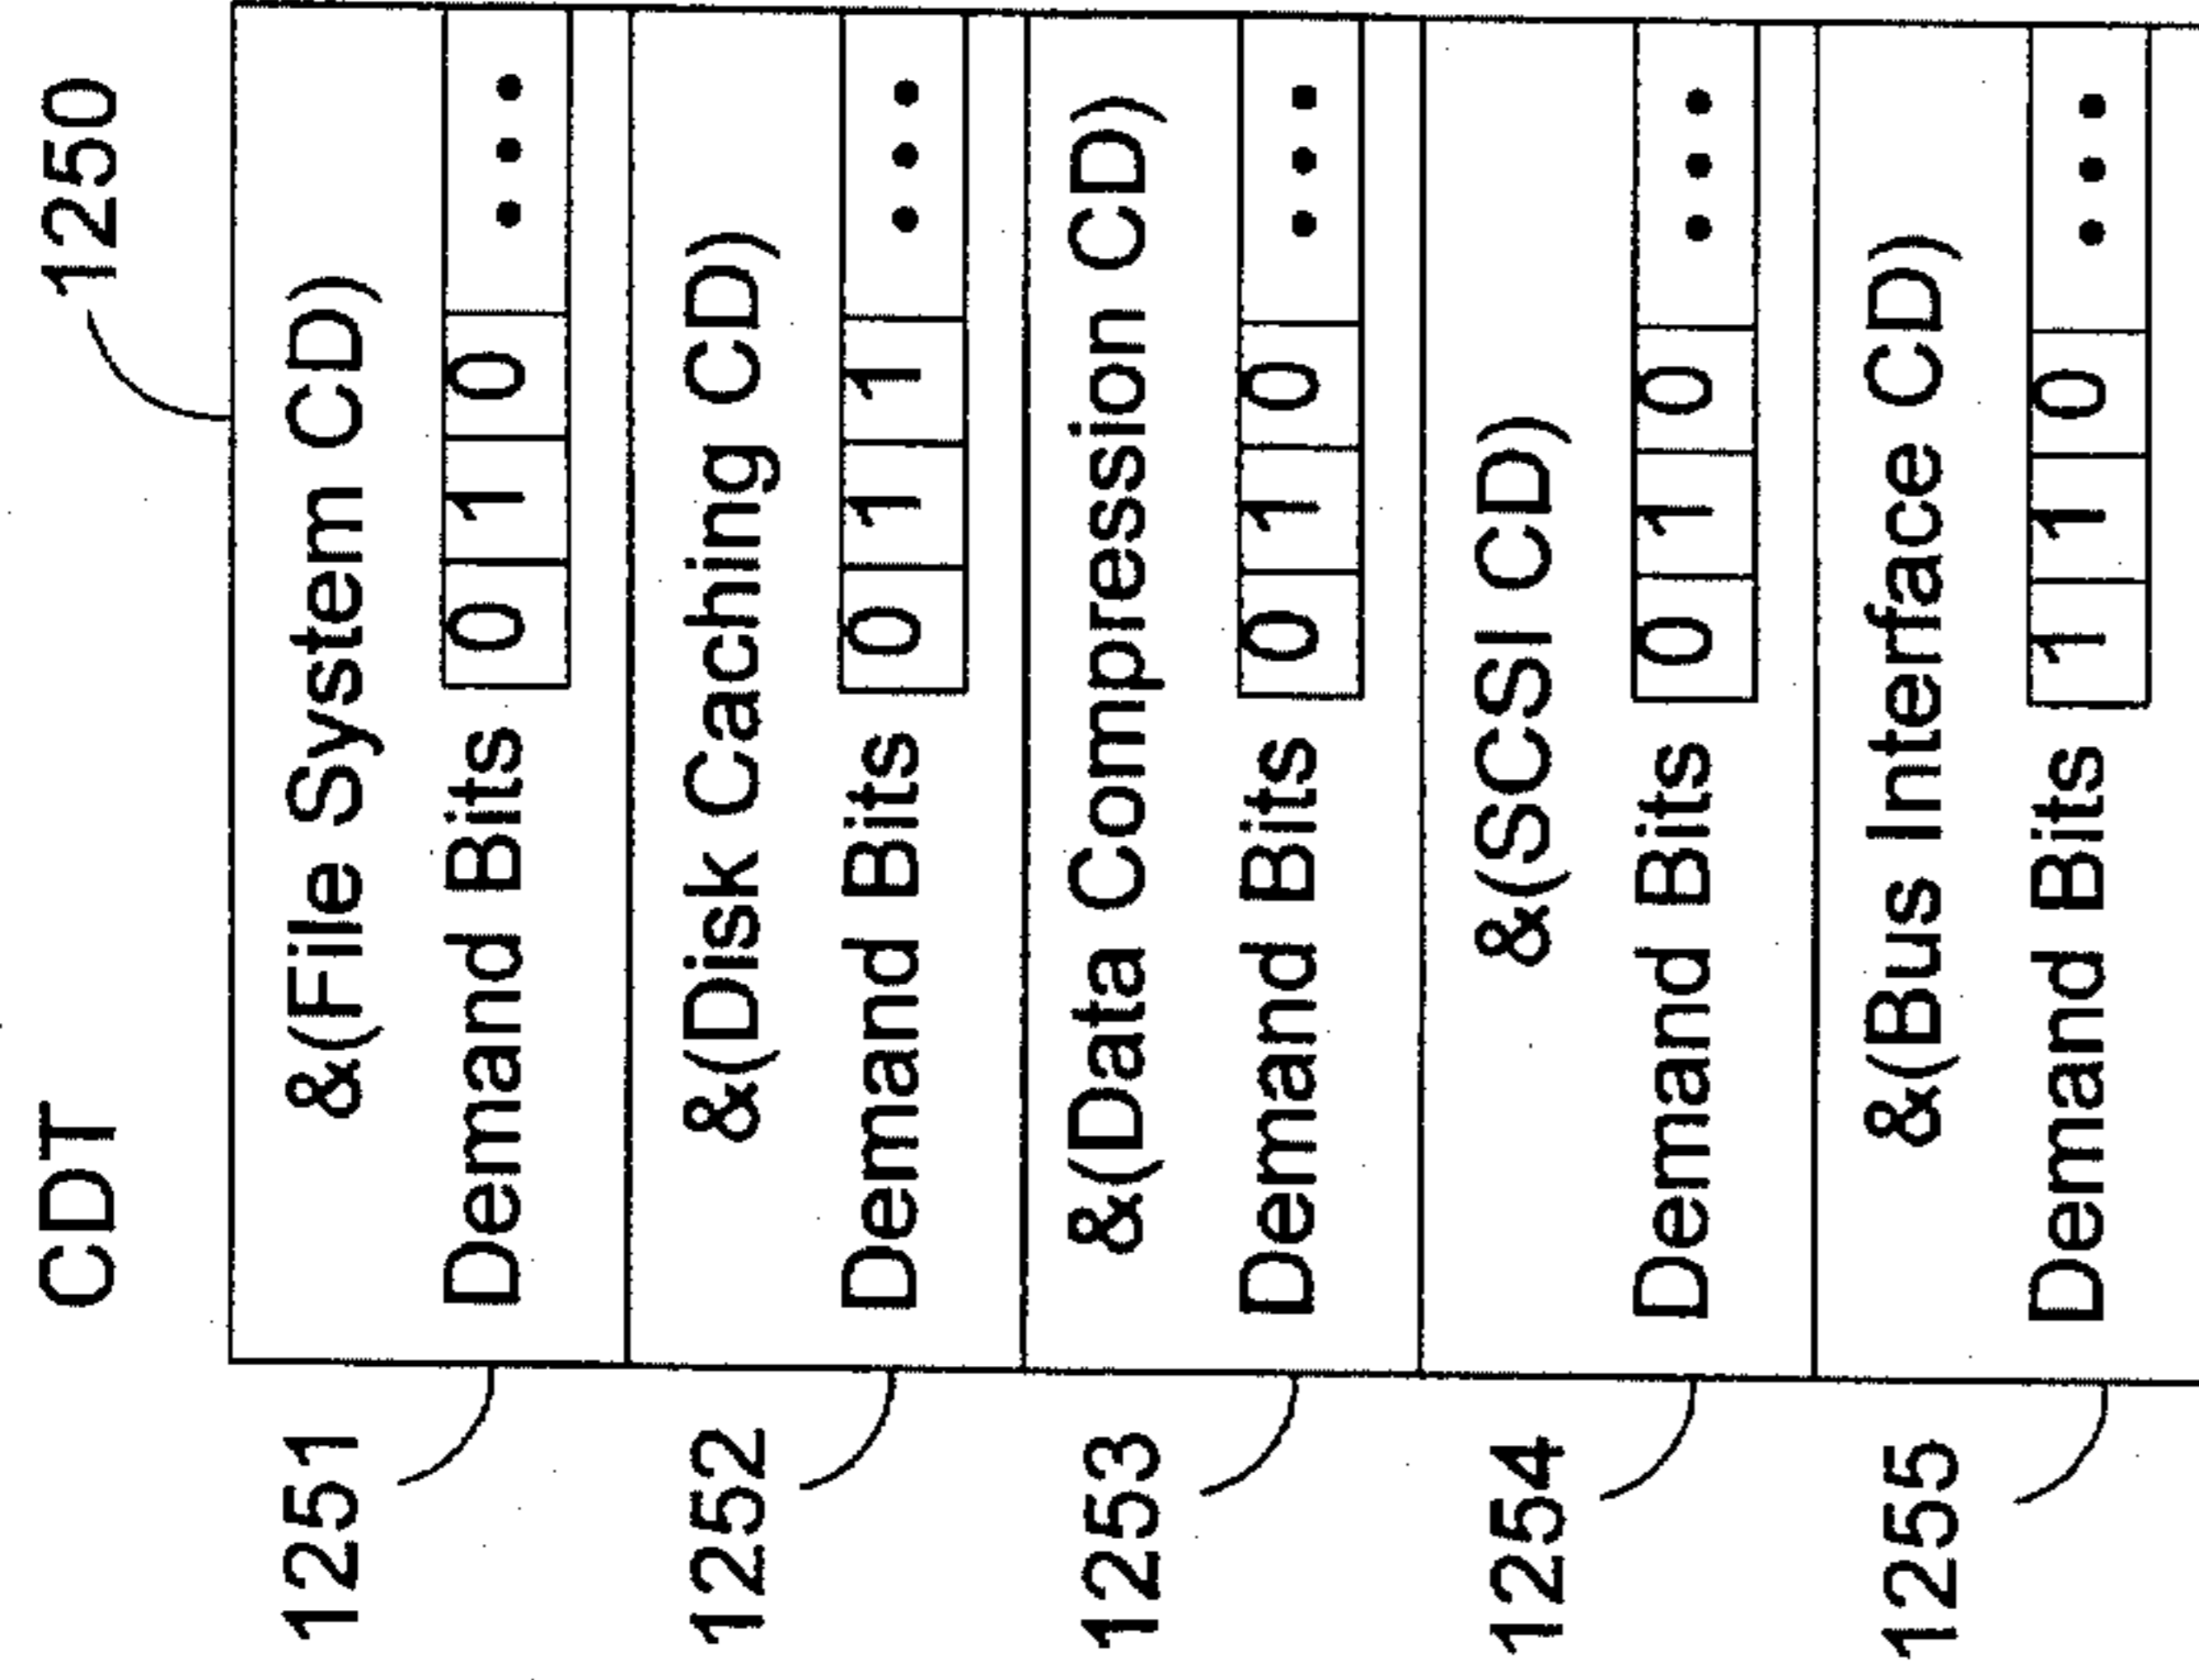 CDT 1250
1251 &(File System CD)
Demand Bits 0 1 0 • • •
1252 &(Disk Caching CD)
Demand Bits 0 1 1 • • •
1253 &(Data Compression CD)
Demand Bits 0 1 0 • • •
1254 &(SCSI CD)
Demand Bits 0 1 0 • • •
1255 &(Bus Interface CD)
Demand Bits 1 1 0 • • •